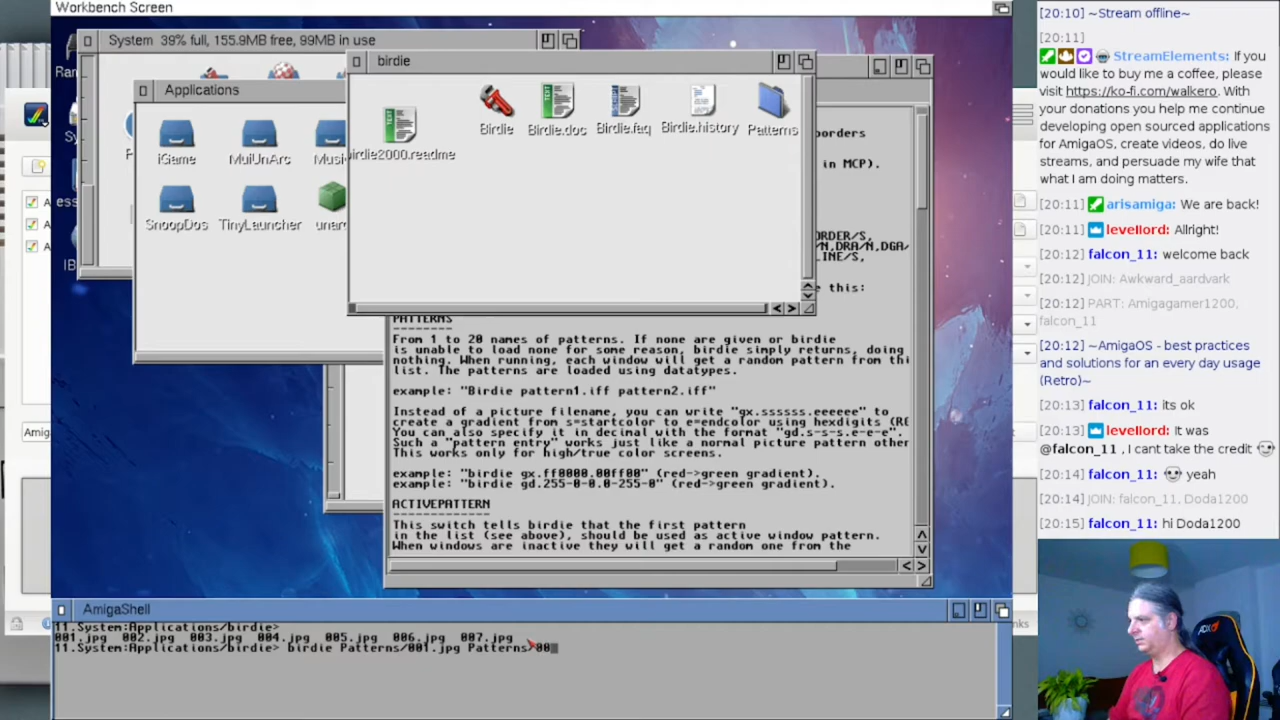 Workbench Screen
System 39% full, 155.9MB free, 99MB in use
birdie
Applications
iGame
MuiUnArc
SnoopDos
TinyLauncher
Birdie
Birdie.doc
Birdie.faq
Birdie.history
Patterns
birdie2000.readme
orders
in MCP).
ORDER/S,
/N,DRA/N,DGA/
LINE/S,
e this:
PATTERNS
--------
From 1 to 20 names of patterns. If none are given or birdie
is unable to load none for some reason, birdie simply returns, doing
nothing. When running, each window will get a random pattern from thi
list. The patterns are loaded using datatypes.
example: "Birdie pattern1.iff pattern2.iff"
Instead of a picture filename, you can write "gx.ssssss.eeeeee" to
create a gradient from s=startcolor to e=endcolor using hexdigits (R
You can also specify it in decimal with the format "gd.s-s-s.e-e-e".
Such a "pattern entry" works just like a normal picture pattern other
This works only for high/true color screens.
example: "birdie gx.ff0000.00ff00" (red->green gradient).
example: "birdie gd.255-0-0.0-255-0" (red->green gradient).
ACTIVEPATTERN
-------------
This switch tells birdie that the first pattern
in the list (see above), should be used as active window pattern.
When windows are inactive they will get a random one from the
AmigaShell
11.System:Applications/birdie>
001.jpg 002.jpg 003.jpg 004.jpg 005.jpg 006.jpg 007.jpg
11.System:Applications/birdie> birdie Patterns/001.jpg Patterns/00
[20:10] ~Stream offline~
[20:11]
StreamElements: If you
would like to buy me a coffee, please
visit https://ko-fi.com/walkero. With
your donations you help me continue
developing open sourced applications
for AmigaOS, create videos, do live
streams, and persuade my wife that
what I am doing matters.
[20:11] arisamiga: We are back!
[20:11] levellord: Allright!
[20:12] falcon_11: welcome back
[20:12] JOIN: Awkward_aardvark
[20:12] PART: Amigagamer1200,
falcon_11
[20:12] ~AmigaOS - best practices
and solutions for an every day usage
(Retro)~
[20:13] falcon_11: its ok
[20:13] levellord: It was
@falcon_11 , I cant take the credit
[20:14] falcon_11: yeah
[20:14] JOIN: falcon_11, Doda1200
[20:15] falcon_11: hi Doda1200